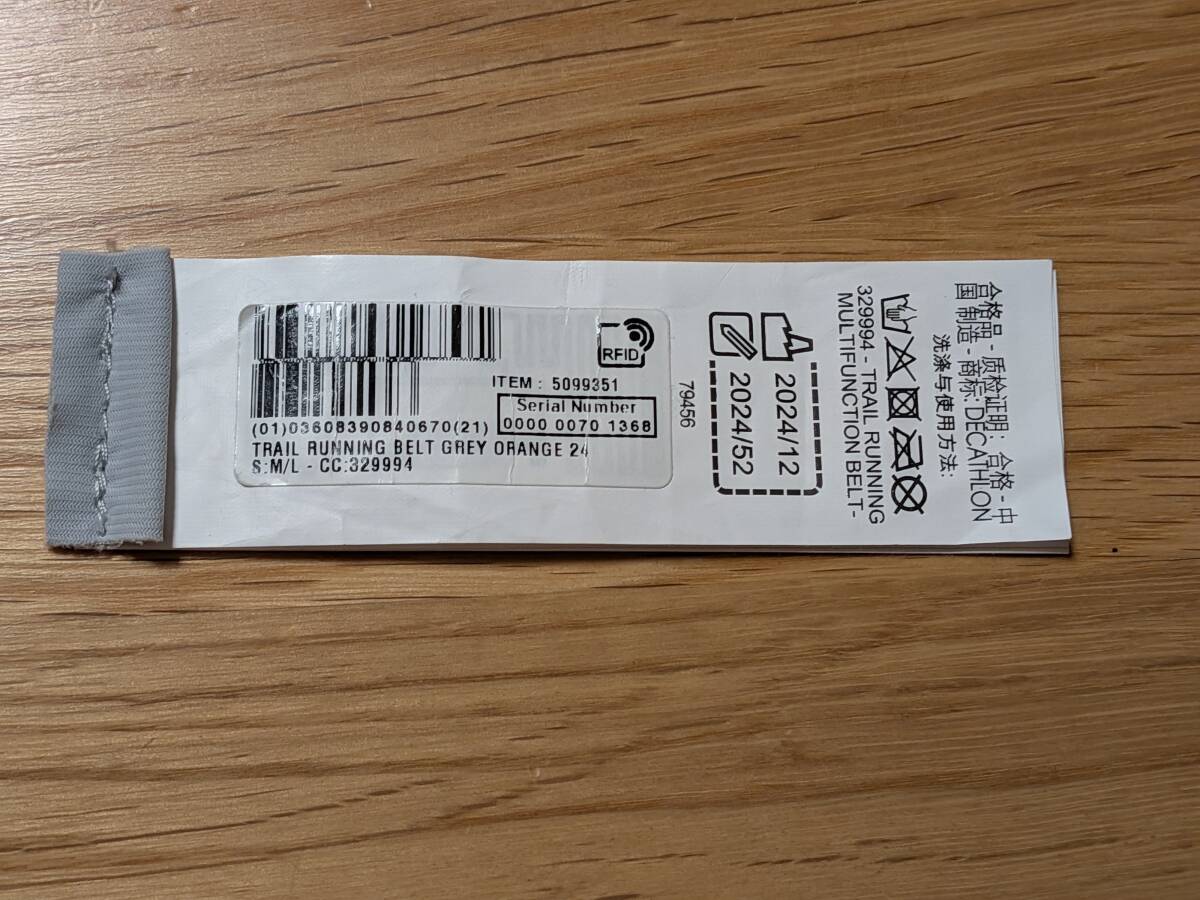 RFID
ITEM : 5099351
Serial Number
0000 0070 1368
(01)03608390840670(21)
TRAIL RUNNING BELT GREY ORANGE 24
S:M/L - CC:329994
79456
2024/12
2024/52
合格品 - 质检证明: 合格 - 中
国制造 - 商标: DECATHLON
洗涤与使用方法:
329994 - TRAIL RUNNING
MULTIFUNCTION BELT-